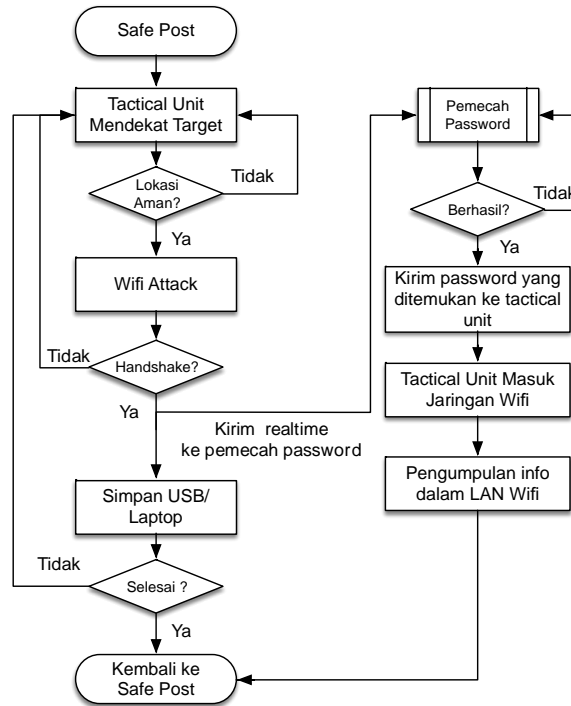 Safe Post
Tactical Unit
Mendekat Target
Lokasi
Aman?
Tidak
Ya
Wifi Attack
Tidak
Handshake?
Ya
Kirim realtime
ke pemecah password
Simpan USB/
Laptop
Tidak
Selesai ?
Ya
Kembali ke
Safe Post
Pemecah
Password
Tidak
Berhasil?
Ya
Kirim password yang
ditemukan ke tactical
unit
Tactical Unit Masuk
Jaringan Wifi
Pengumpulan info
dalam LAN Wifi